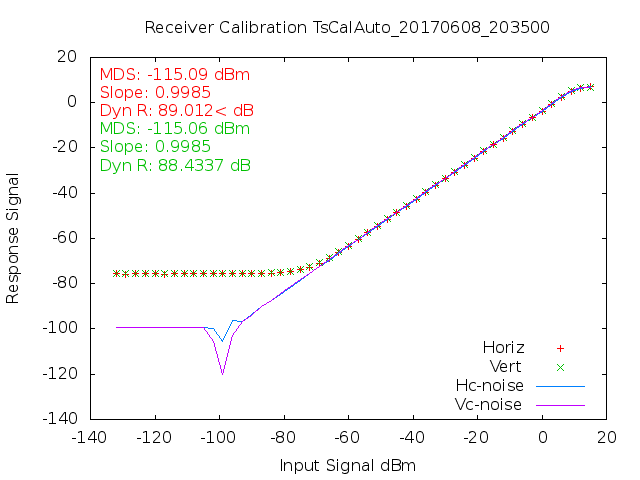 Receiver Calibration TsCalAuto_20170608_203500
MDS: -115.09 dBm
Slope: 0.9985
Dyn R: 89.012< dB
MDS: -115.06 dBm
Slope: 0.9985
Dyn R: 88.4337 dB
20
0
-20
-40
-60
-80
-100
-120
-140
Response Signal
Horiz
Vert
Hc-noise
Vc-noise
-140 -120 -100 -80 -60 -40 -20 0 20
Input Signal dBm